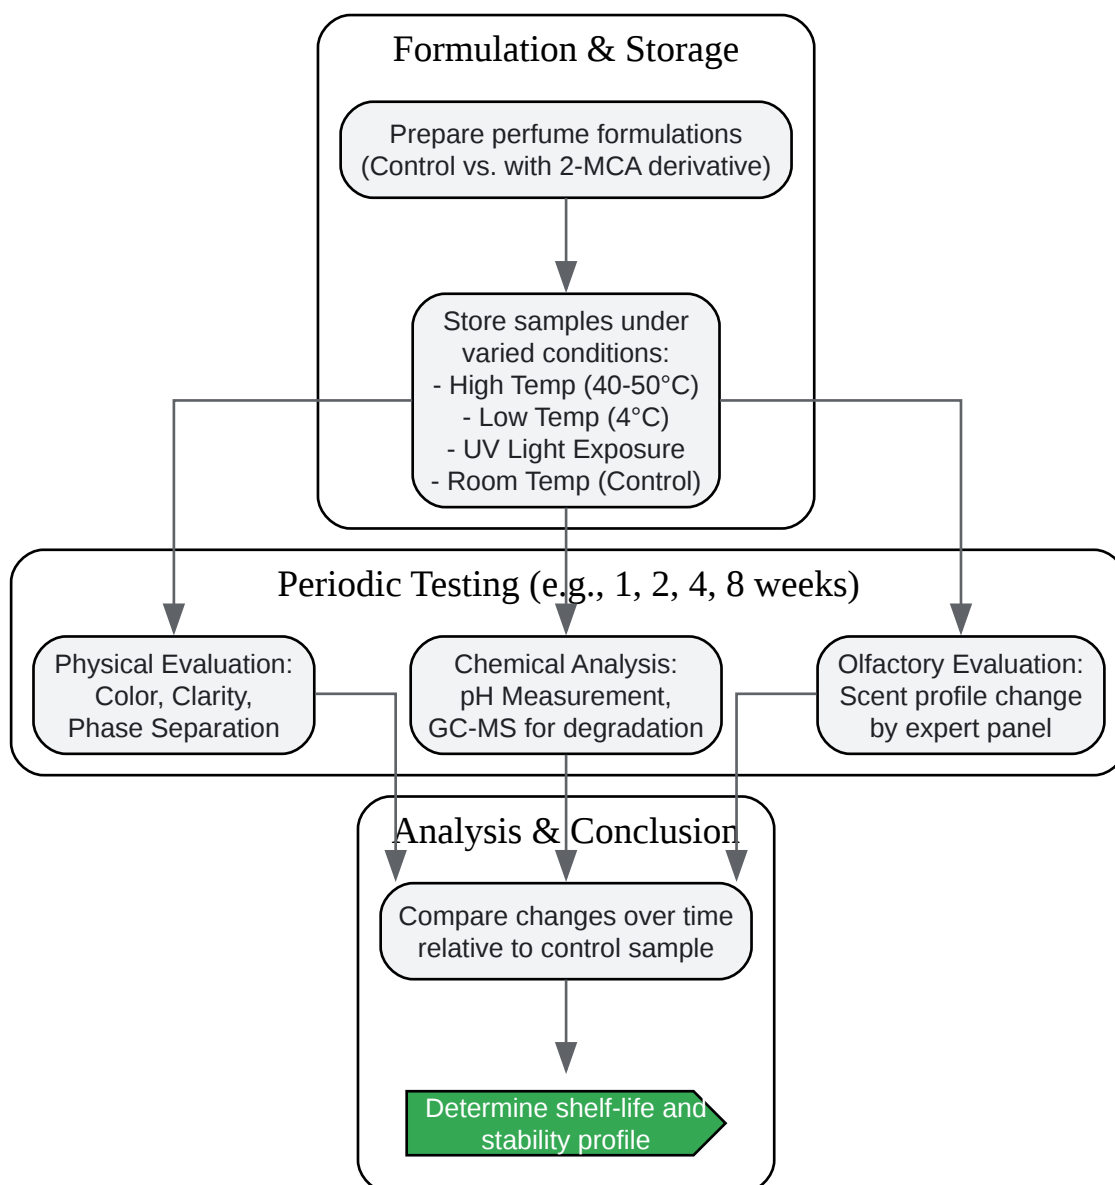 Formulation & Storage
Prepare perfume formulations
(Control vs. with 2-MCA derivative)
Store samples under
varied conditions:
- High Temp (40-50°C)
- Low Temp (4°C)
- UV Light Exposure
- Room Temp (Control)
Periodic Testing (e.g., 1, 2, 4, 8 weeks)
Physical Evaluation:
Color, Clarity,
Phase Separation
Chemical Analysis:
pH Measurement,
GC-MS for degradation
Olfactory Evaluation:
Scent profile change
by expert panel
Analysis & Conclusion
Compare changes over time
relative to control sample
Determine shelf-life and
stability profile